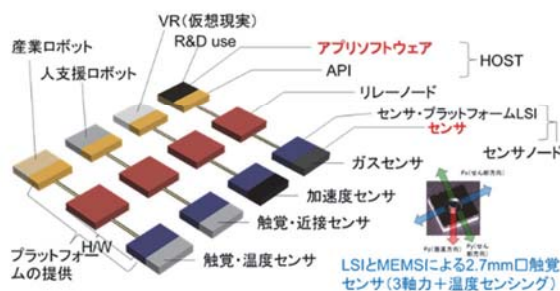 VR(仮想現実)
R&D use
産業ロボット
人支援ロボット
アプリソフトウェア
API
HOST
リレーノード
センサ・プラットフォームLSI
センサ
センサノード
ガスセンサ
加速度センサ
触覚・近接センサ
触覚・温度センサ
H/W
プラットフォー
ムの提供
LSIとMEMSによる2.7mm□触覚
センサ(3軸力+温度センシング)